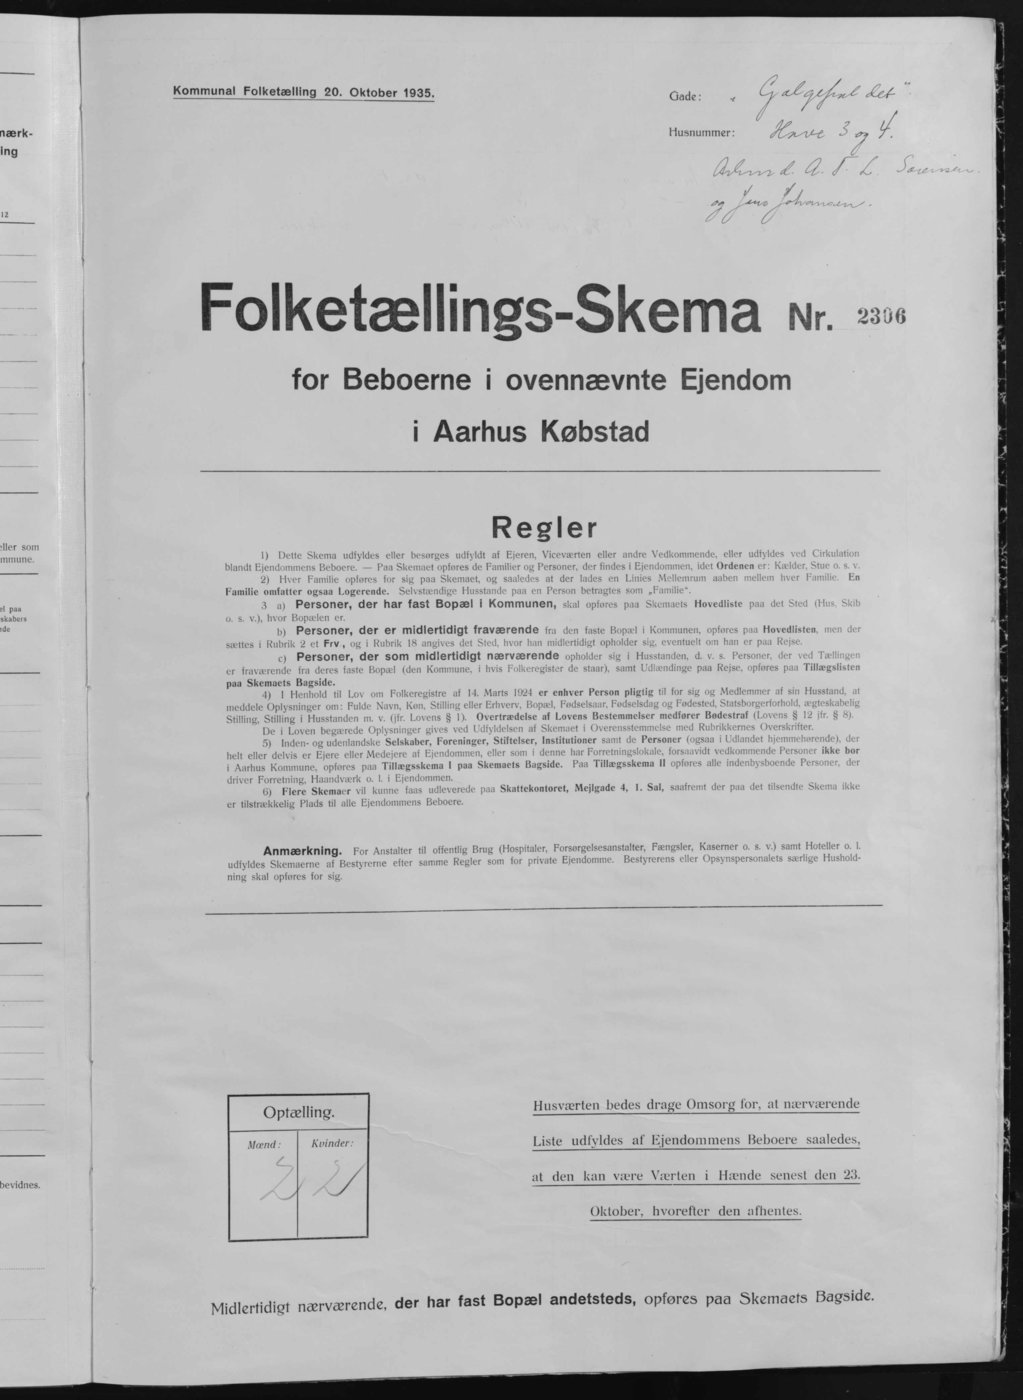 Kommunal Folketælling 20. Oktober 1935.
Gade: „Galgefældet“.
Husnummer: Have 3 og 4.
Arbmd. A. L. Sørensen
og Jens Johansen.
Folketællings-Skema Nr. 2306
for Beboerne i ovennævnte Ejendom
i Aarhus Købstad
Regler
1) Dette Skema udfyldes eller besørges udfyldt af Ejeren, Viceværten eller andre Vedkommende, eller udfyldes ved Cirkulation
blandt Ejendommens Beboere. — Paa Skemaet opføres de Familier og Personer, der findes i Ejendommen, idet Ordenen er: Kælder, Stue o. s. v.
2) Hver Familie opføres for sig paa Skemaet, og saaledes at der lades en Linies Mellemrum aaben mellem hver Familie. En
Familie omfatter ogsaa Logerende. Selvstændige Husstande paa en Person betragtes som „Familie“.
3 a) Personer, der har fast Bopæl i Kommunen, skal opføres paa Skemaets Hovedliste paa det Sted (Hus, Skib
o. s. v.), hvor Bopælen er.
b) Personer, der er midlertidigt fraværende fra den faste Bopæl i Kommunen, opføres paa Hovedlisten, men der
sættes i Rubrik 2 et Frv, og i Rubrik 18 angives det Sted, hvor han midlertidigt opholder sig, eventuelt om han er paa Rejse.
c) Personer, der som midlertidigt nærværende opholder sig i Husstanden, d. v. s. Personer, der ved Tællingen
er fraværende fra deres faste Bopæl (den Kommune, i hvis Folkeregister de staar), samt Udlændinge paa Rejse, opføres paa Tillægslisten
paa Skemaets Bagside.
4) I Henhold til Lov om Folkeregistre af 14. Marts 1924 er enhver Person pligtig til for sig og Medlemmer af sin Husstand, at
meddele Oplysninger om: Fulde Navn, Køn, Stilling eller Erhverv, Bopæl, Fødselsaar, Fødselsdag og Fødested, Statsborgerforhold, ægteskabelig
Stilling, Stilling i Husstanden m. v. (jfr. Lovens § 1). Overtrædelse af Lovens Bestemmelser medfører Bødestraf (Lovens § 12 jfr. § 8).
De i Loven begærede Oplysninger gives ved Udfyldelsen af Skemaet i Overensstemmelse med Rubrikkernes Overskrifter.
5) Inden- og udenlandske Selskaber, Foreninger, Stiftelser, Institutioner samt de Personer (ogsaa i Udlandet hjemmehørende), der
helt eller delvis er Ejere eller Medejere af Ejendommen, eller som i denne har Forretningslokale, forsaavidt vedkommende Personer ikke bor
i Aarhus Kommune, opføres paa Tillægsskema I paa Skemaets Bagside. Paa Tillægsskema II opføres alle indenbysboende Personer, der
driver Forretning, Haandværk o. l. i Ejendommen.
6) Flere Skemaer vil kunne faas udleverede paa Skattekontoret, Mejlgade 4, 1. Sal, saafremt der paa det tilsendte Skema ikke
er tilstrækkelig Plads til alle Ejendommens Beboere.
Anmærkning. For Anstalter til offentlig Brug (Hospitaler, Forsørgelsesanstalter, Fængsler, Kaserner o. s. v.) samt Hoteller o. l.
udfyldes Skemaerne af Bestyrerne efter samme Regler som for private Ejendomme. Bestyrerens eller Opsynspersonalets særlige Hushold-
ning skal opføres for sig.
Optælling.
Mænd: Kvinder:
2 2
Husværten bedes drage Omsorg for, at nærværende
Liste udfyldes af Ejendommens Beboere saaledes,
at den kan være Værten i Hænde senest den 23.
Oktober, hvorefter den afhentes.
Midlertidigt nærværende, der har fast Bopæl andetsteds, opføres paa Skemaets Bagside.